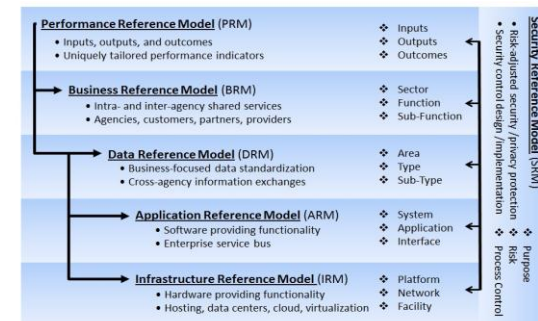 Performance Reference Model (PRM)
• Inputs, outputs, and outcomes
• Uniquely tailored performance indicators
❖ Inputs
❖ Outputs
❖ Outcomes
Business Reference Model (BRM)
• Intra- and inter-agency shared services
• Agencies, customers, partners, providers
❖ Sector
❖ Function
❖ Sub-Function
Data Reference Model (DRM)
• Business-focused data standardization
• Cross-agency information exchanges
❖ Area
❖ Type
❖ Sub-Type
Application Reference Model (ARM)
• Software providing functionality
• Enterprise service bus
❖ System
❖ Application
❖ Interface
Infrastructure Reference Model (IRM)
• Hardware providing functionality
• Hosting, data centers, cloud, virtualization
❖ Platform
❖ Network
❖ Facility
Security Reference Model (SRM)
• Risk-adjusted security/privacy protection
• Security control design/implementation
❖ Purpose
❖ Risk
❖ Process Control